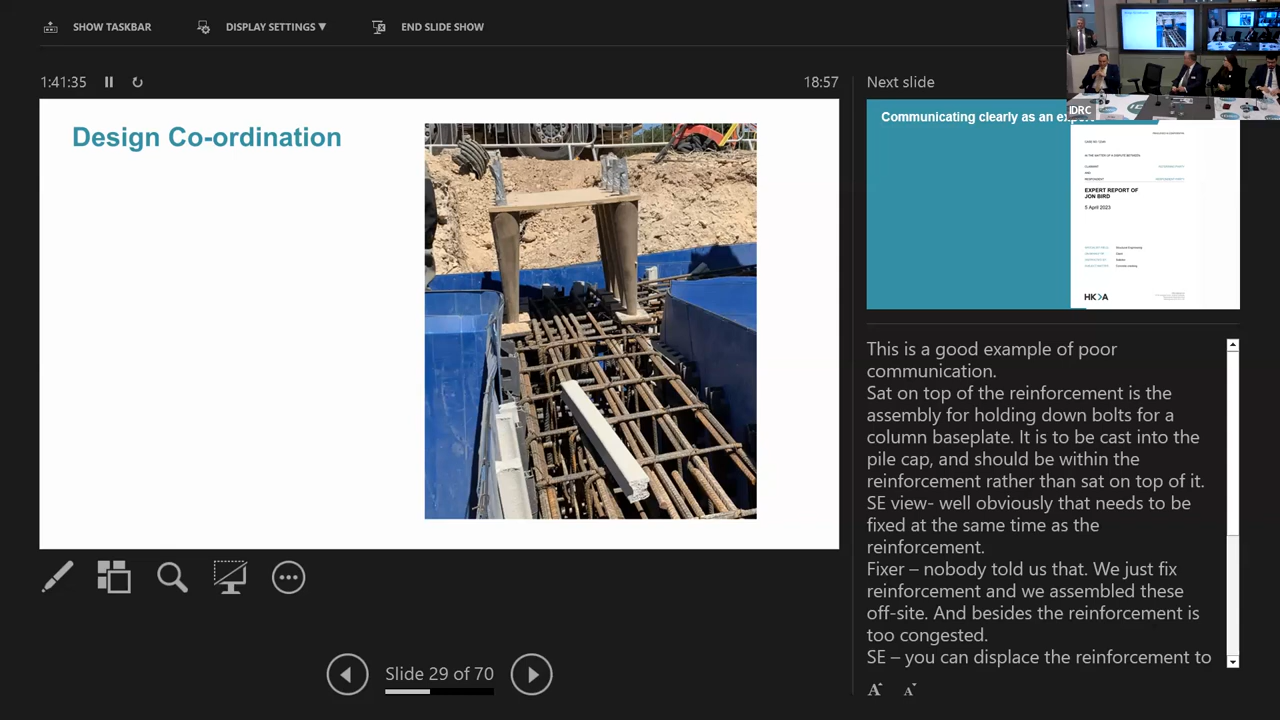 SHOW TASKBAR
DISPLAY SETTINGS ▼
END SLIDE SHOW
1:41:35
18:57
Next slide
IDRC
Design Co-ordination
Communicating clearly as an
EXPERT REPORT OF
JON BIRD
5 April 2023
HKA
This is a good example of poor
communication.
Sat on top of the reinforcement is the
assembly for holding down bolts for a
column baseplate. It is to be cast into the
pile cap, and should be within the
reinforcement rather than sat on top of it.
SE view- well obviously that needs to be
fixed at the same time as the
reinforcement.
Fixer – nobody told us that. We just fix
reinforcement and we assembled these
off-site. And besides the reinforcement is
too congested.
SE – you can displace the reinforcement to
Slide 29 of 70
A A